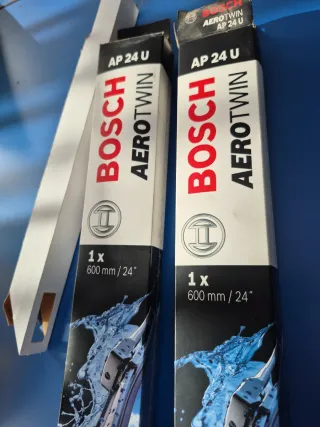 AP 24 U
BOSCH
AEROTWIN
1 x
600 mm / 24"
BOSCH
AEROTWIN
AP 24 U
AP 24 U
BOSCH
AEROTWIN
1 x
600 mm / 24"